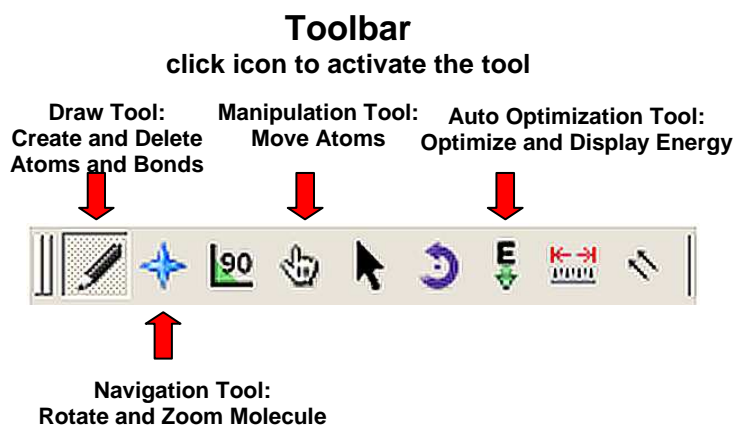 Toolbar
click icon to activate the tool
Draw Tool:
Create and Delete
Atoms and Bonds
Manipulation Tool:
Move Atoms
Auto Optimization Tool:
Optimize and Display Energy
90
E
Navigation Tool:
Rotate and Zoom Molecule